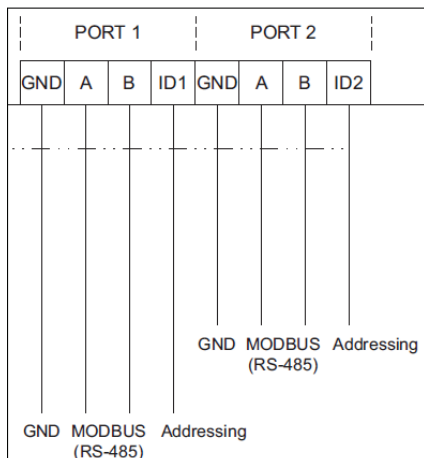 PORT 1 PORT 2
GND A B ID1 GND A B ID2
GND MODBUS Addressing
(RS-485)
GND MODBUS Addressing
(RS-485)